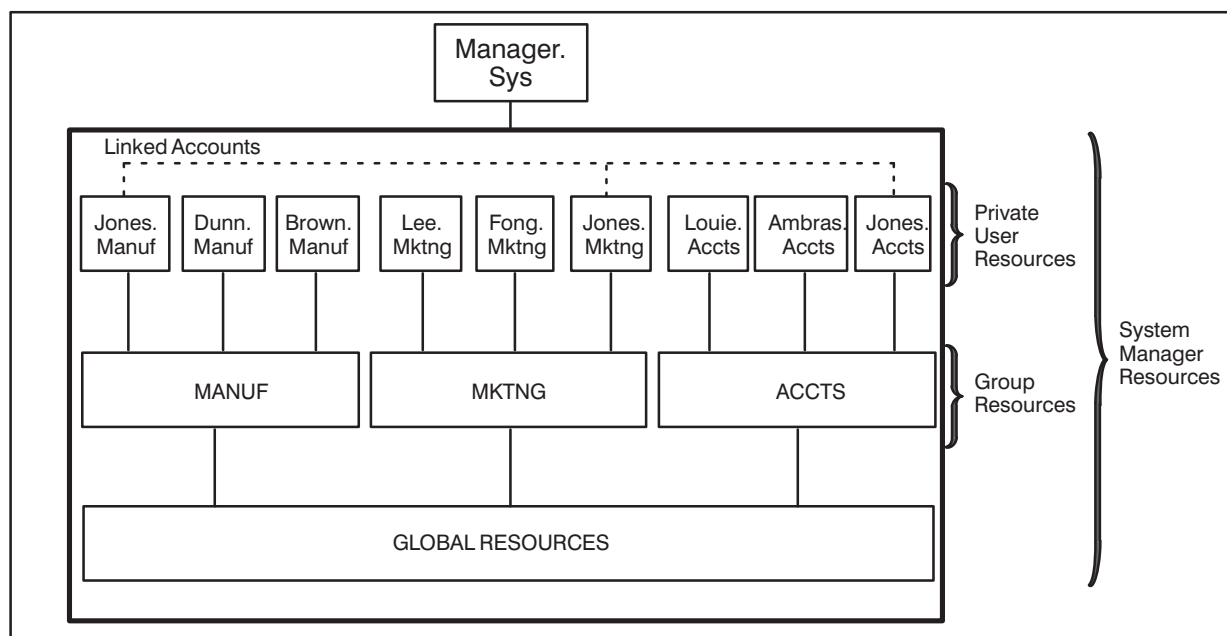 Manager.
Sys
Linked Accounts
Jones.
Manuf
Dunn.
Manuf
Brown.
Manuf
Lee.
Mktng
Fong.
Mktng
Jones.
Mktng
Louie.
Accts
Ambras.
Accts
Jones.
Accts
Private
User
Resources
MANUF
MKTNG
ACCTS
Group
Resources
System
Manager
Resources
GLOBAL RESOURCES